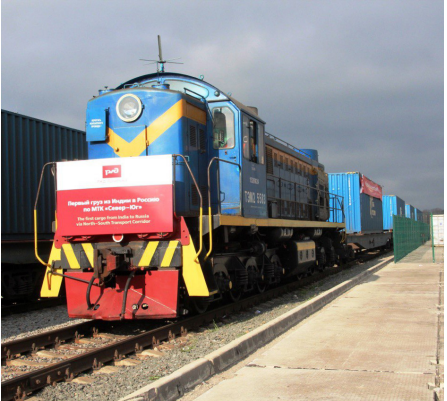 РЖД
Первый груз из Индии в Россию
по МТК «Север–Юг»
The first cargo from India to Russia
via North–South Transport Corridor